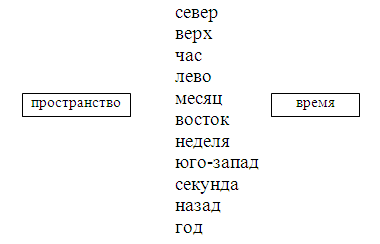 север
верх
час
лево
пространство
месяц
время
восток
неделя
юго-запад
секунда
назад
год